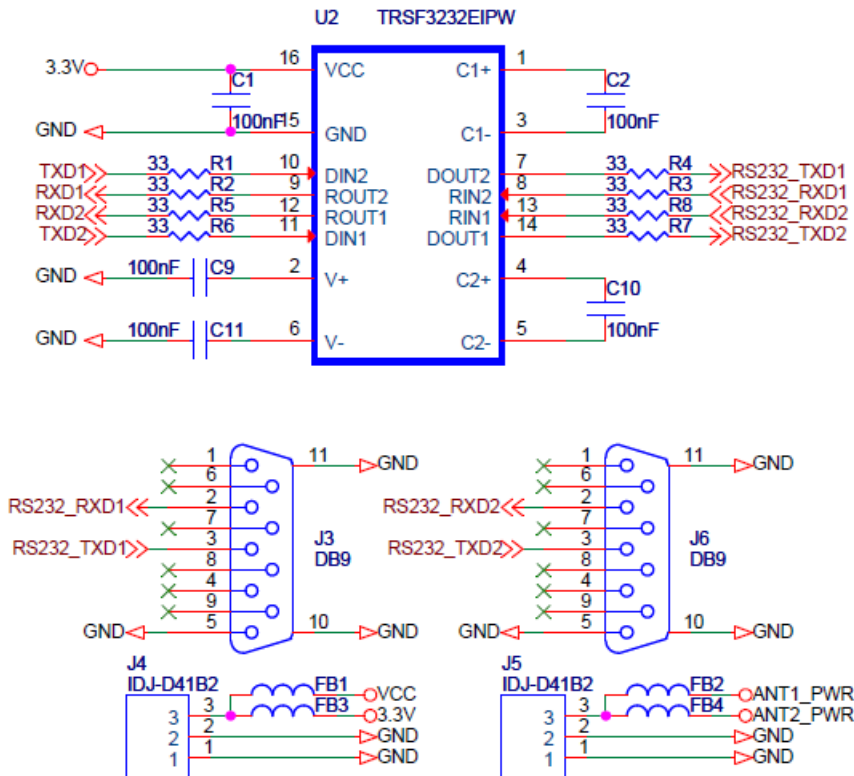 U2 TRSF3232EIPW
3.3V 16 VCC C1+ 1
C1 C2
100nF 100nF
GND 15 GND C1- 3
TXD1 33 R1 10 DIN2 DOUT2 7 33 R4 RS232_TXD1
RXD1 33 R2 9 ROUT2 RIN2 8 33 R3 RS232_RXD1
RXD2 33 R5 12 ROUT1 RIN1 13 33 R8 RS232_RXD2
TXD2 33 R6 11 DIN1 DOUT1 14 33 R7 RS232_TXD2
GND 100nF C9 2 V+ C2+ 4
C10
100nF
GND 100nF C11 6 V- C2- 5
1 11 GND
6
RS232_RXD1 2
7
RS232_TXD1 3
8
4
9
GND 5 10 GND
J3
DB9
1 11 GND
6
RS232_RXD2 2
7
RS232_TXD2 3
8
4
9
GND 5 10 GND
J6
DB9
J4
IDJ-D41B2
3 3 FB1 VCC
FB3 3.3V
2 2 GND
1 1 GND
J5
IDJ-D41B2
3 3 FB2 ANT1_PWR
FB4 ANT2_PWR
2 2 GND
1 1 GND